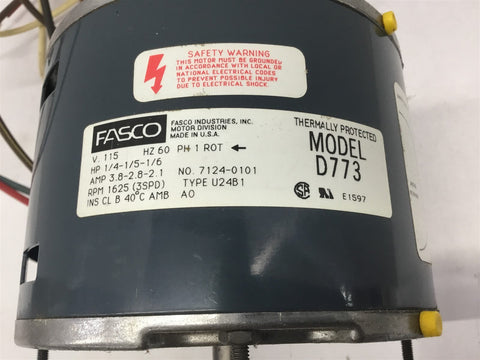 SAFETY WARNING
THIS MOTOR MUST BE GROUNDED
IN ACCORDANCE WITH LOCAL OR
NATIONAL ELECTRICAL CODES
TO PREVENT POSSIBLE INJURY
DUE TO ELECTRICAL SHOCK
FASCO
FASCO INDUSTRIES, INC.
MOTOR DIVISION
MADE IN U.S.A.
THERMALLY PROTECTED
MODEL
D773
V. 115 HZ 60 PH 1 ROT ←
HP 1/4-1/5-1/6
AMP 3.8-2.8-2.1 NO. 7124-0101
RPM 1625 (3SPD) TYPE U24B1
INS CL B 40°C AMB AO
E1597